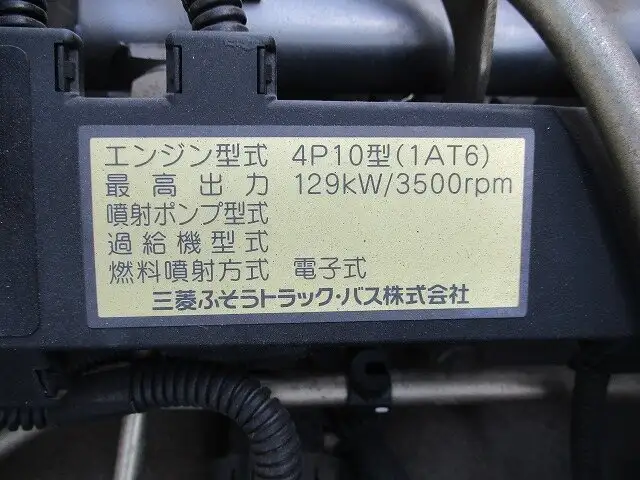 エンジン型式 4P10型(1AT6)
最高出力 129kW/3500rpm
噴射ポンプ型式
過給機型式
燃料噴射方式 電子式
三菱ふそうトラック・バス株式会社